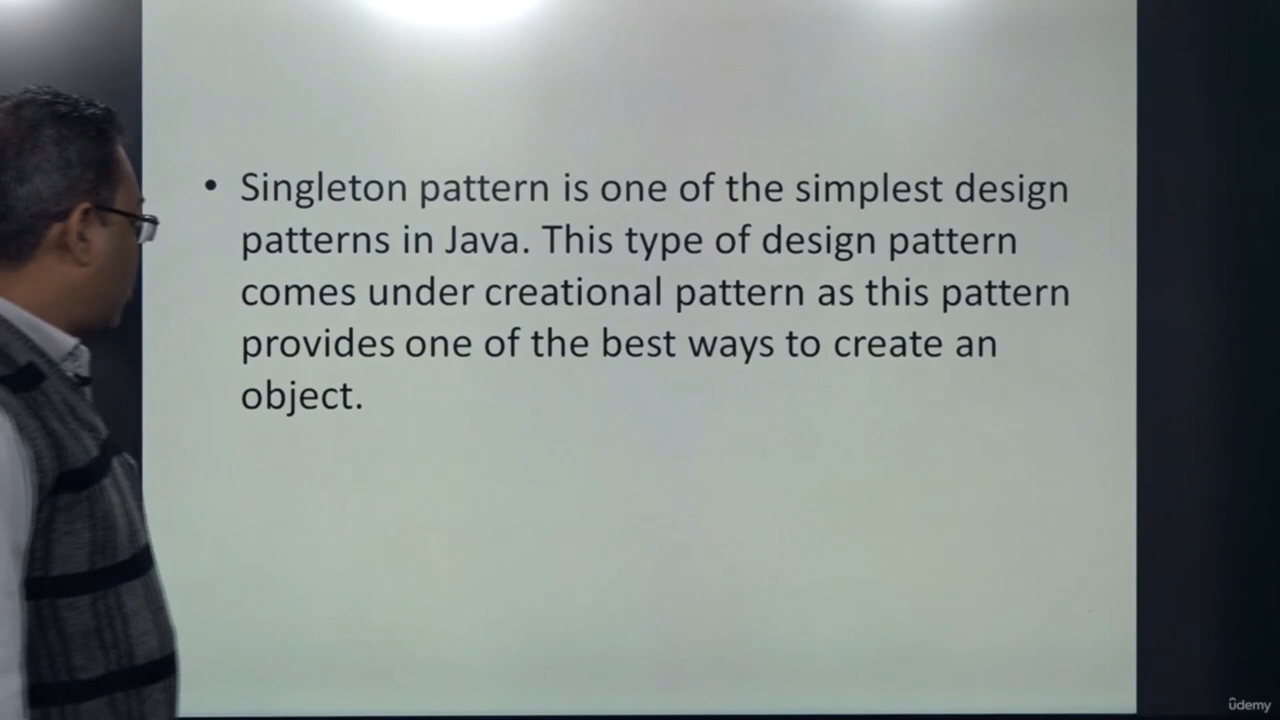 • Singleton pattern is one of the simplest design
patterns in Java. This type of design pattern
comes under creational pattern as this pattern
provides one of the best ways to create an
object.
ûdemy